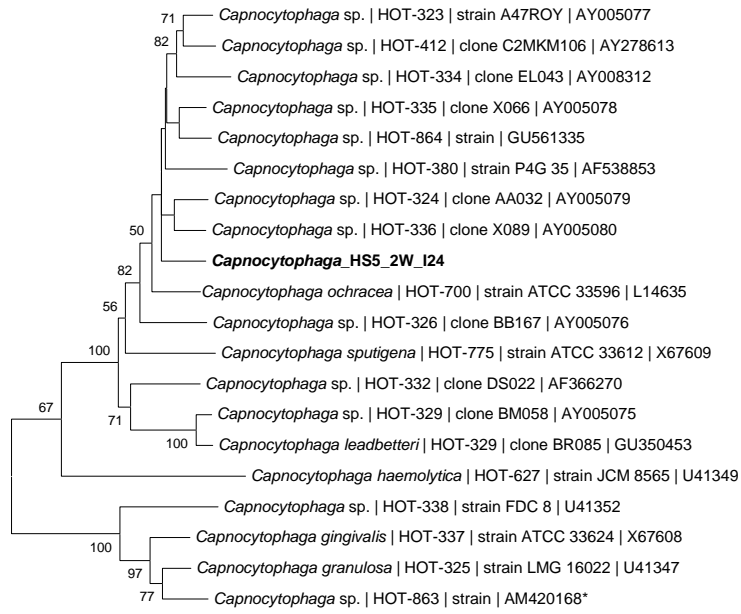 Capnocytophaga sp. | HOT-323 | strain A47ROY | AY005077
71
Capnocytophaga sp. | HOT-412 | clone C2MKM106 | AY278613
82
Capnocytophaga sp. | HOT-334 | clone EL043 | AY008312
Capnocytophaga sp. | HOT-335 | clone X066 | AY005078
Capnocytophaga sp. | HOT-864 | strain | GU561335
Capnocytophaga sp. | HOT-380 | strain P4G 35 | AF538853
Capnocytophaga sp. | HOT-324 | clone AA032 | AY005079
Capnocytophaga sp. | HOT-336 | clone X089 | AY005080
50
Capnocytophaga_HS5_2W_I24
82
Capnocytophaga ochracea | HOT-700 | strain ATCC 33596 | L14635
56
Capnocytophaga sp. | HOT-326 | clone BB167 | AY005076
100
Capnocytophaga sputigena | HOT-775 | strain ATCC 33612 | X67609
Capnocytophaga sp. | HOT-332 | clone DS022 | AF366270
67
Capnocytophaga sp. | HOT-329 | clone BM058 | AY005075
71
100
Capnocytophaga leadbetteri | HOT-329 | clone BR085 | GU350453
Capnocytophaga haemolytica | HOT-627 | strain JCM 8565 | U41349
Capnocytophaga sp. | HOT-338 | strain FDC 8 | U41352
Capnocytophaga gingivalis | HOT-337 | strain ATCC 33624 | X67608
100
Capnocytophaga granulosa | HOT-325 | strain LMG 16022 | U41347
97
Capnocytophaga sp. | HOT-863 | strain | AM420168*
77